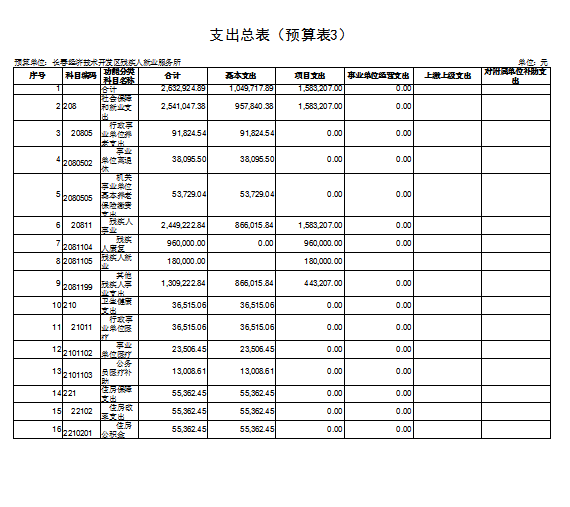 支出总表（预算表3）
预算单位：长春经济技术开发区残疾人就业服务所 单位：元
序号 科目编码 功能分类科目名称 合计 基本支出 项目支出 事业单位经营支出 上缴上级支出 对附属单位补助支出
1 合计 2,632,924.89 1,049,717.89 1,583,207.00 0.00
2 208 社会保障和就业支出 2,541,047.38 957,840.38 1,583,207.00 0.00
3 20805 行政事业单位养老支出 91,824.54 91,824.54 0.00 0.00
4 2080502 事业单位离退休 38,095.50 38,095.50 0.00 0.00
5 2080505 机关事业单位基本养老保险缴费支出 53,729.04 53,729.04 0.00 0.00
6 20811 残疾人事业 2,449,222.84 866,015.84 1,583,207.00 0.00
7 2081104 残疾人康复 960,000.00 0.00 960,000.00 0.00
8 2081105 残疾人就业 180,000.00 180,000.00
9 2081199 其他残疾人事业支出 1,309,222.84 866,015.84 443,207.00 0.00
10 210 卫生健康支出 36,515.06 36,515.06 0.00 0.00
11 21011 行政事业单位医疗 36,515.06 36,515.06 0.00 0.00
12 2101102 事业单位医疗 23,506.45 23,506.45 0.00 0.00
13 2101103 公务员医疗补助 13,008.61 13,008.61 0.00 0.00
14 221 住房保障支出 55,362.45 55,362.45 0.00 0.00
15 22102 住房改革支出 55,362.45 55,362.45 0.00 0.00
16 2210201 住房公积金 55,362.45 55,362.45 0.00 0.00